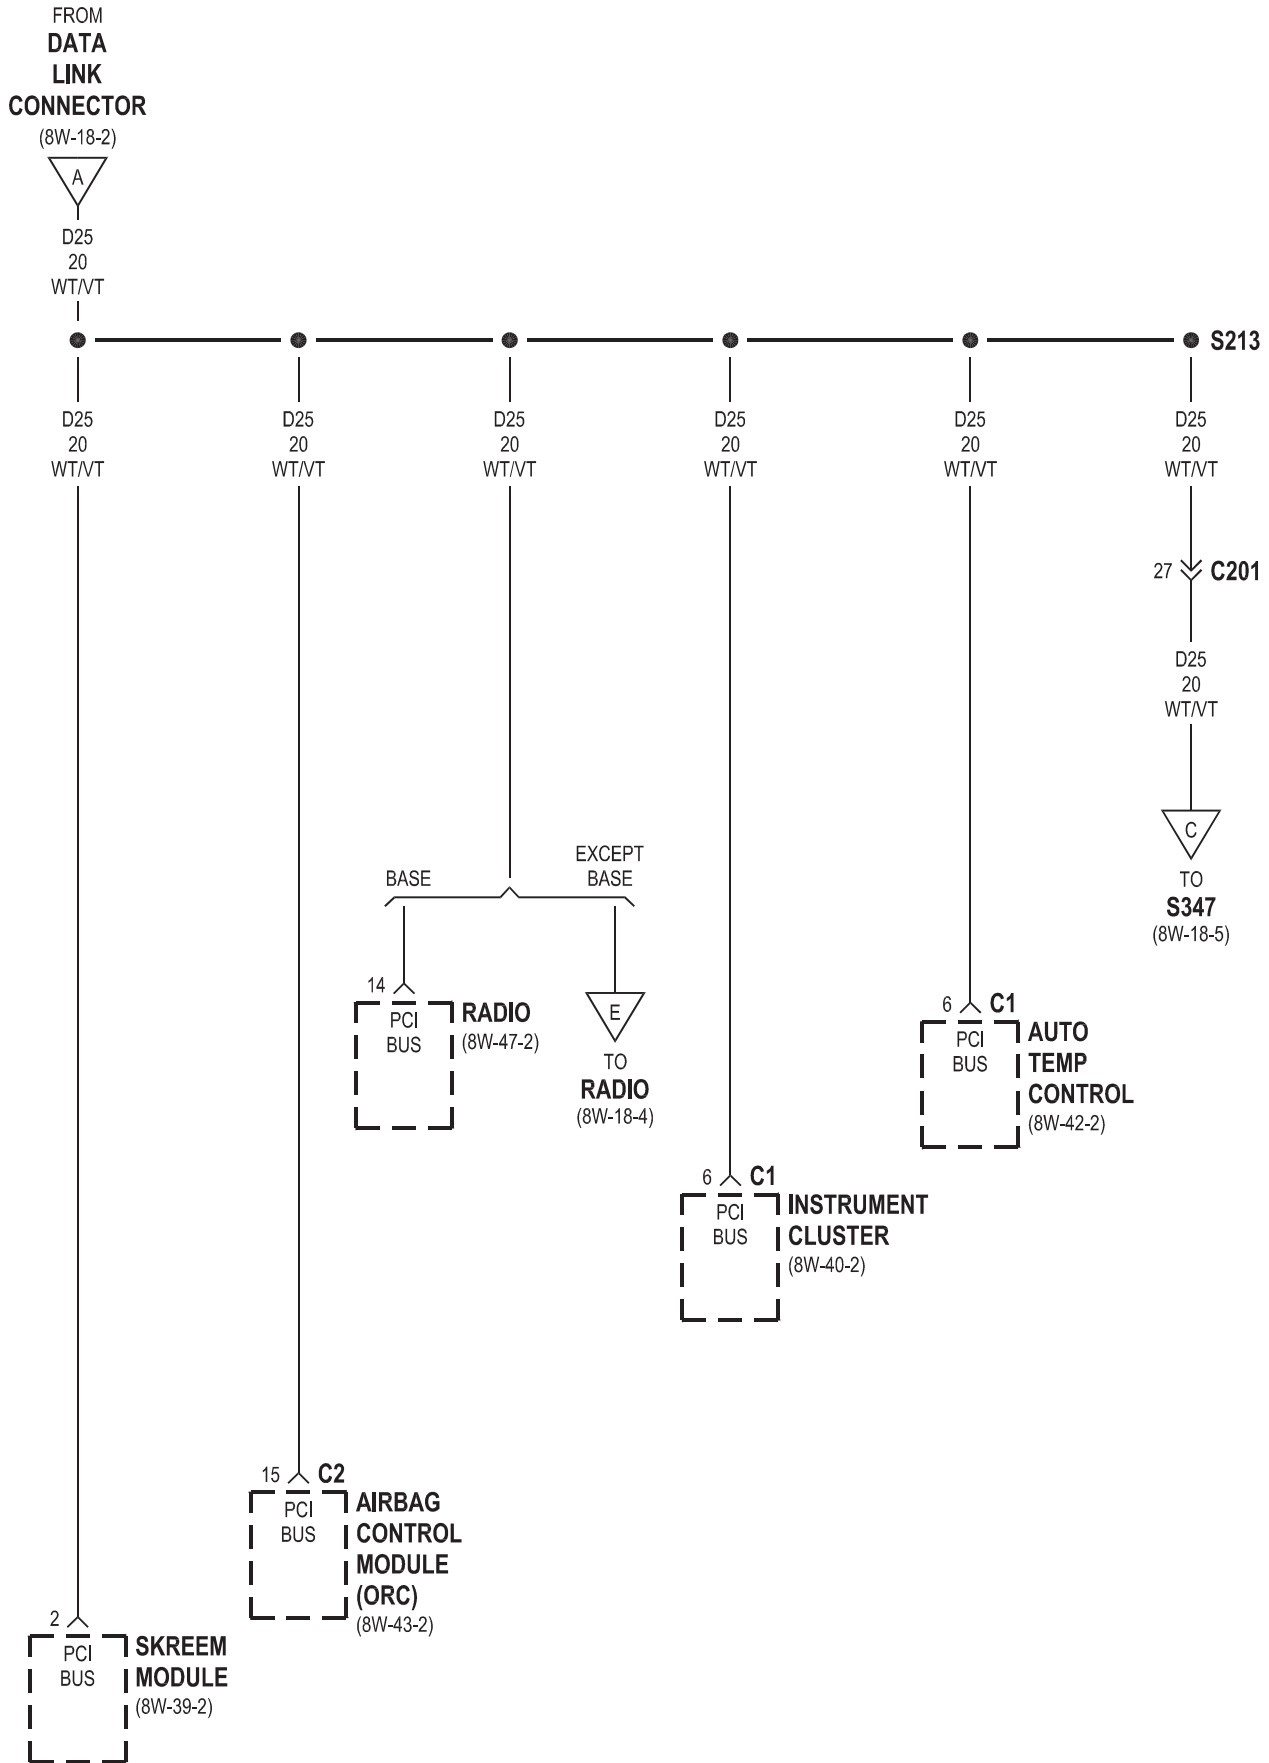 FROM
DATA
LINK
CONNECTOR
(8W-18-2)
A
D25
20
WT/VT
S213
D25
20
WT/VT
D25
20
WT/VT
D25
20
WT/VT
D25
20
WT/VT
D25
20
WT/VT
D25
20
WT/VT
27
C201
D25
20
WT/VT
C
TO
S347
(8W-18-5)
BASE
EXCEPT
BASE
14
PCI
BUS
RADIO
(8W-47-2)
E
TO
RADIO
(8W-18-4)
6
C1
PCI
BUS
AUTO
TEMP
CONTROL
(8W-42-2)
6
C1
PCI
BUS
INSTRUMENT
CLUSTER
(8W-40-2)
15
C2
PCI
BUS
AIRBAG
CONTROL
MODULE
(ORC)
(8W-43-2)
2
PCI
BUS
SKREEM
MODULE
(8W-39-2)